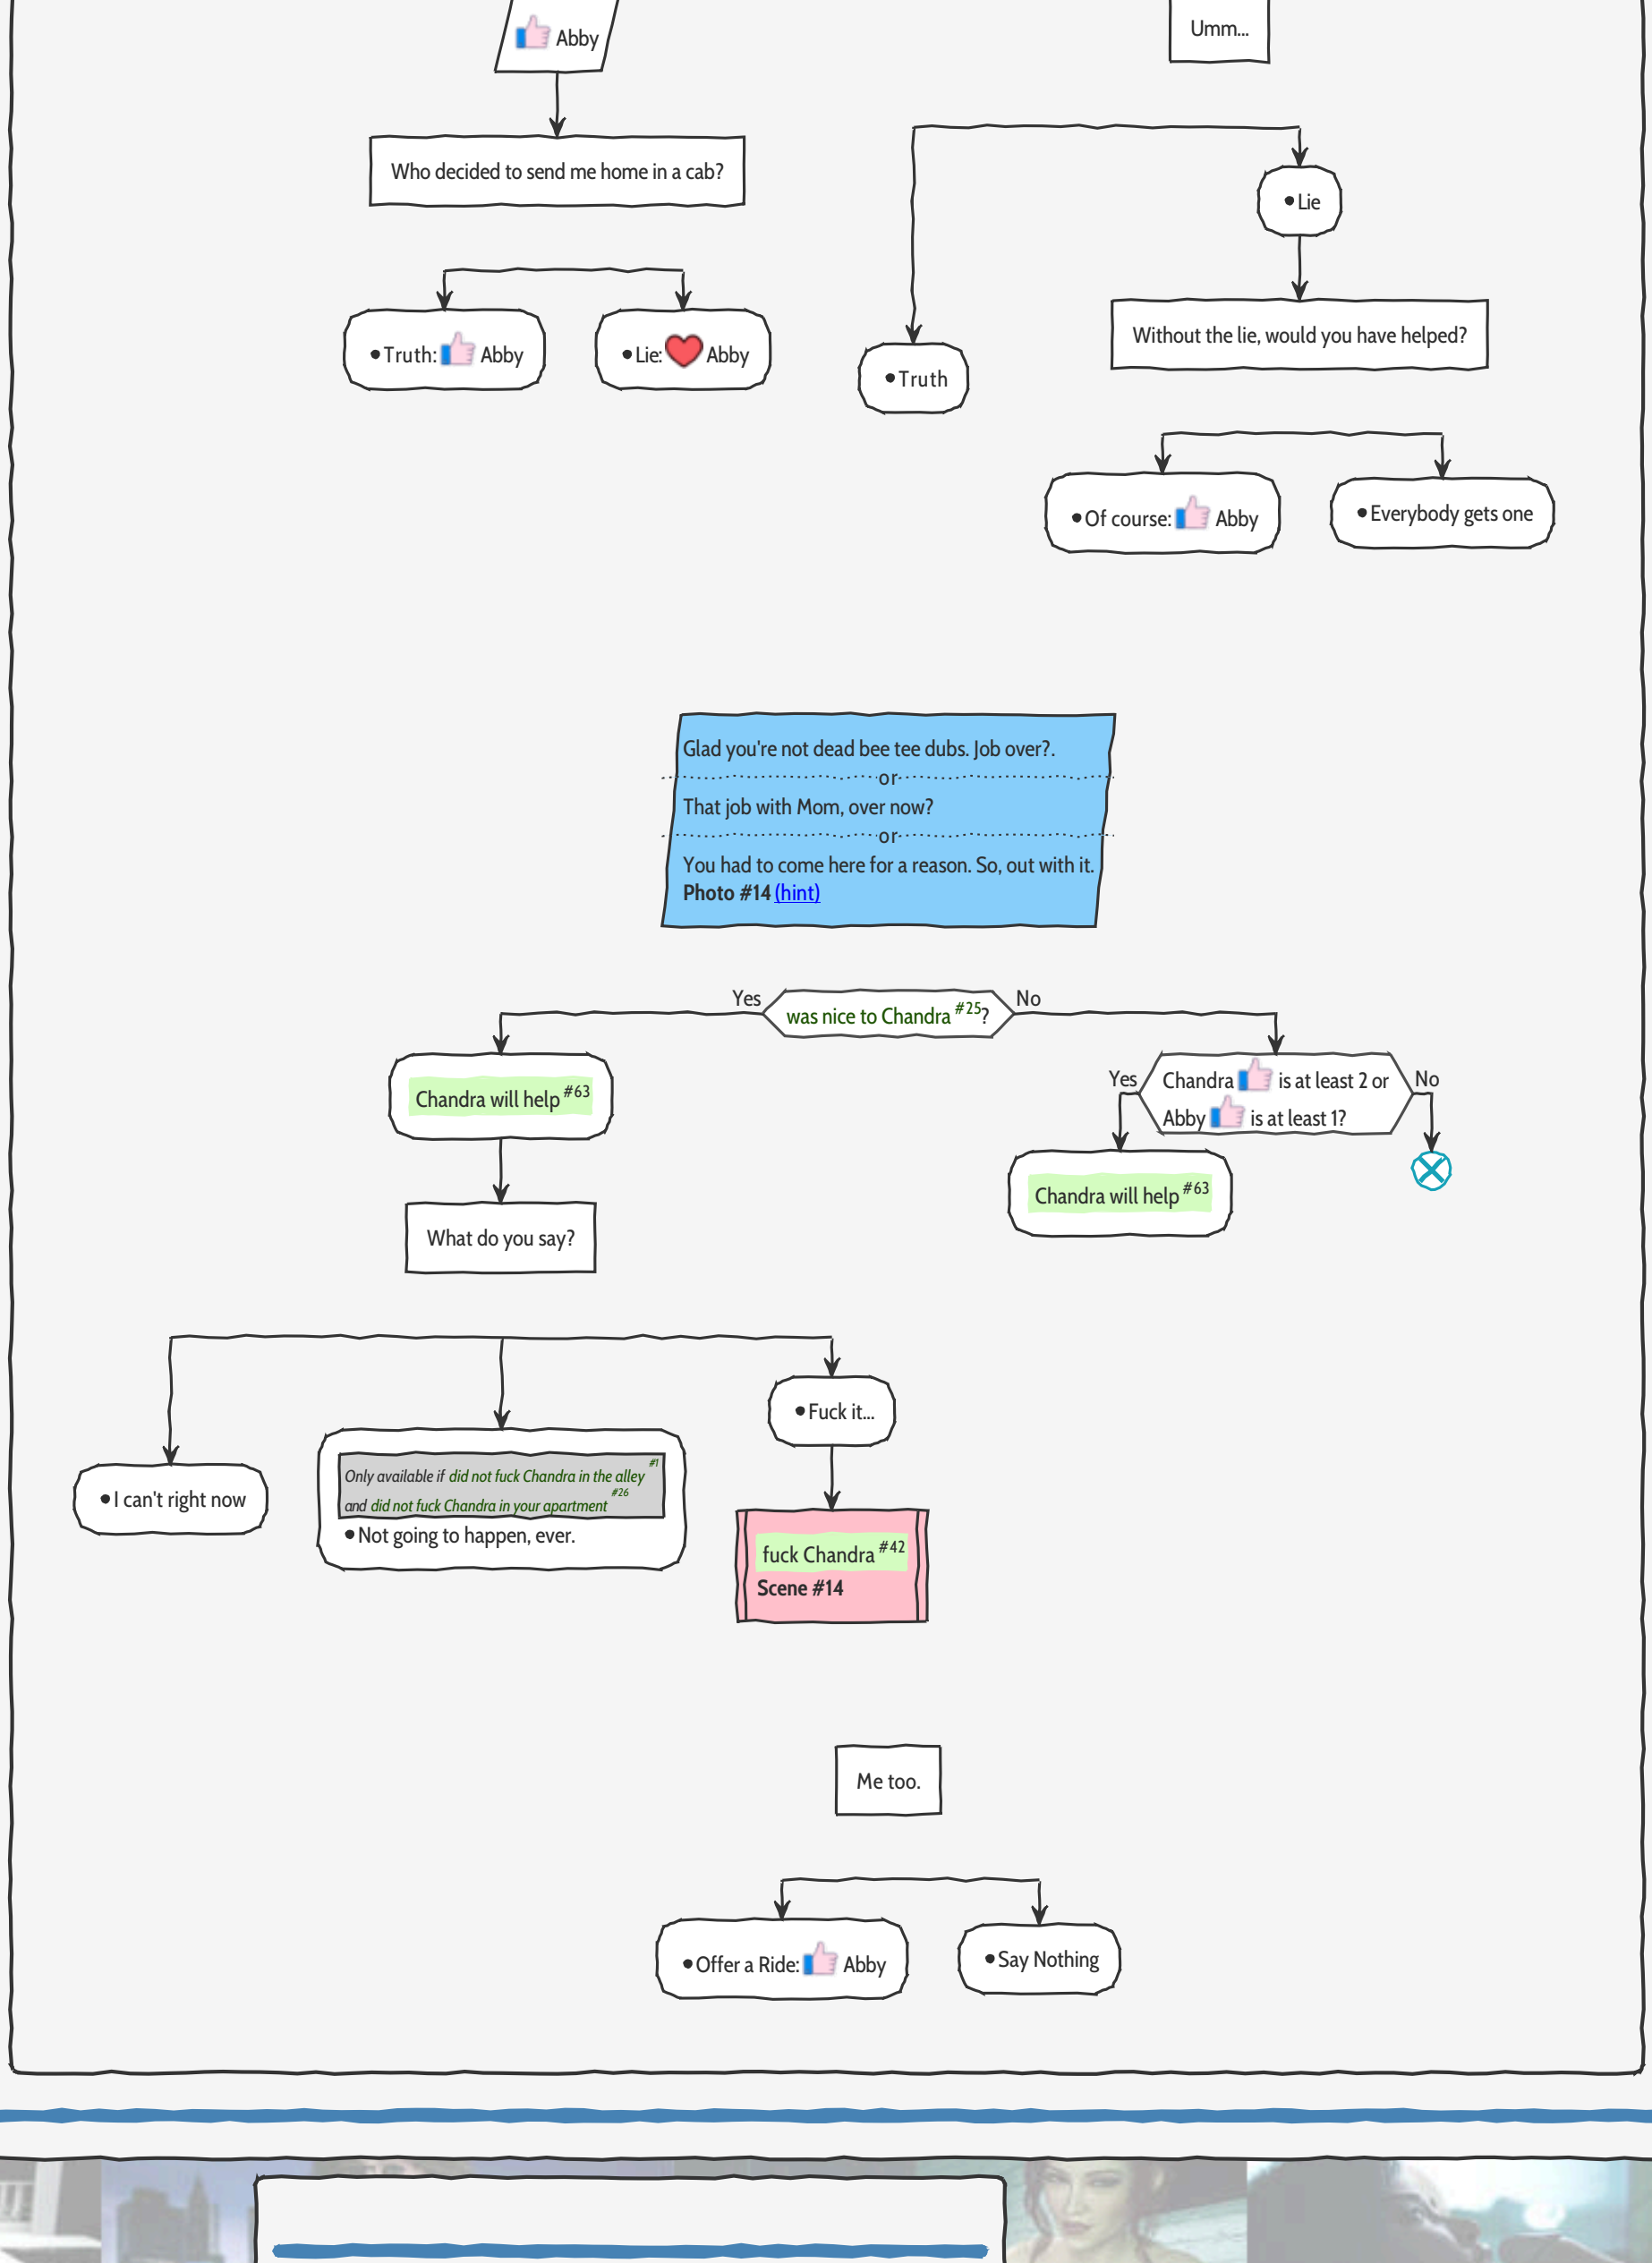 Abby
Umm...
Who decided to send me home in a cab?
•Truth: Abby
•Lie: Abby
•Lie
Without the lie, would you have helped?
•Truth
•Of course: Abby
•Everybody gets one
Glad you're not dead bee tee dubs. Job over?.
or
That job with Mom, over now?
or
You had to come here for a reason. So, out with it.
Photo #14 (hint)
Yes
was nice to Chandra #25?
No
Chandra will help #63
Yes
Chandra is at least 2 or
Abby is at least 1?
No
Chandra will help #63
What do you say?
•Fuck it...
•I can't right now
Only available if did not fuck Chandra in the alley #1
and did not fuck Chandra in your apartment #26
•Not going to happen, ever.
fuck Chandra #42
Scene #14
Me too.
•Offer a Ride: Abby
•Say Nothing